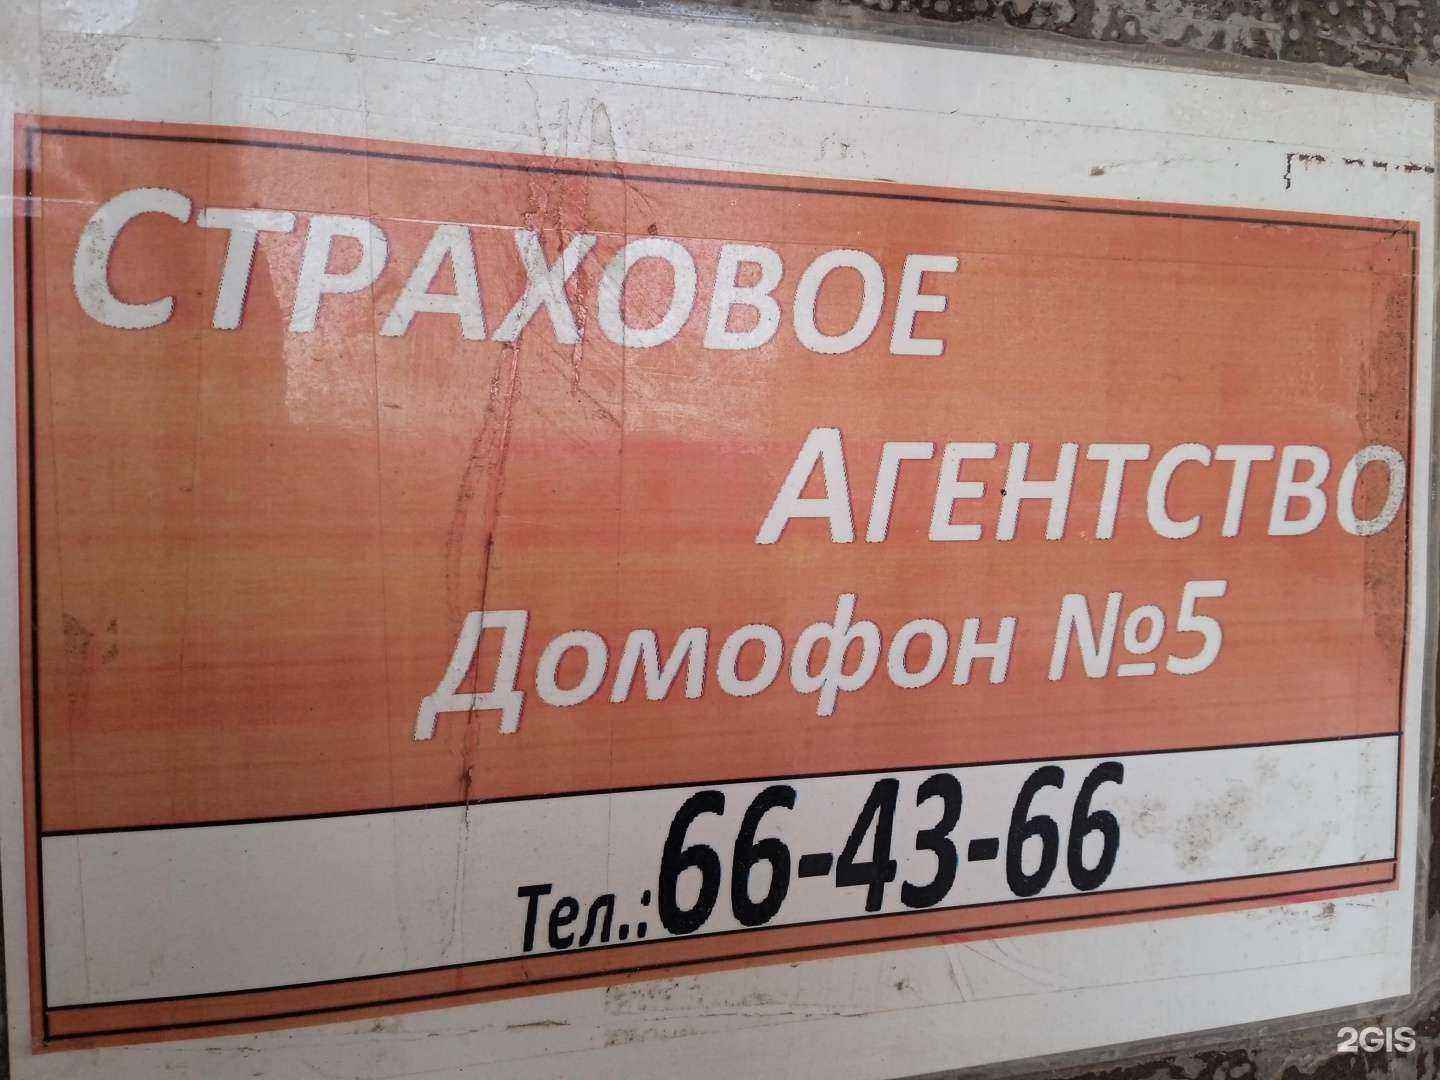 СТРАХОВОЕ
АГЕНТСТВО
Домофон №5
Тел.:66-43-66
2GIS